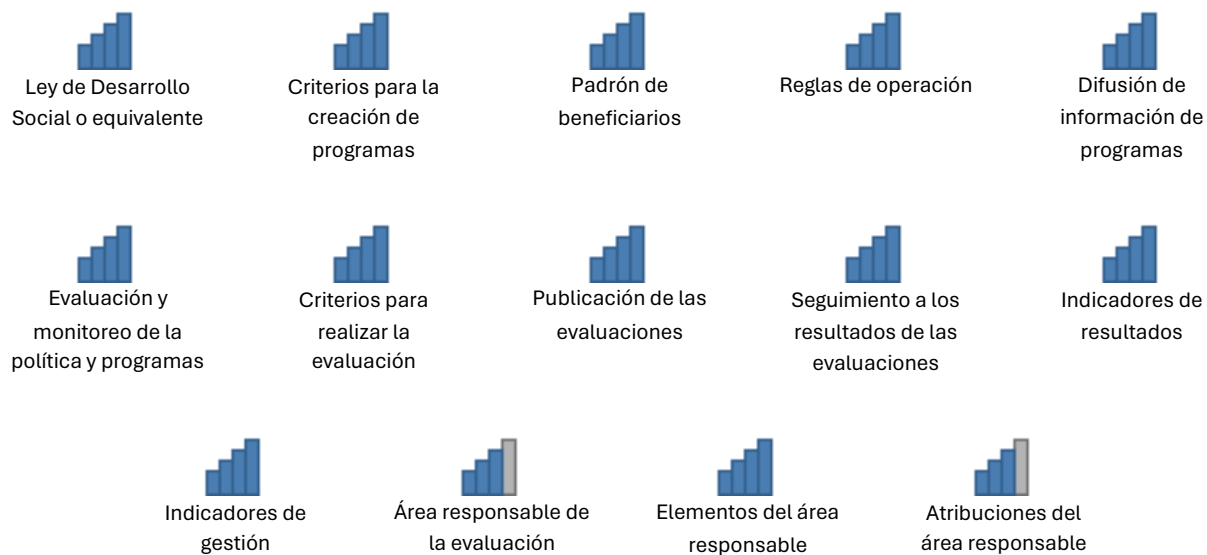 Ley de Desarrollo
Social o equivalente
Criterios para la
creación de
programas
Padrón de
beneficiarios
Reglas de operación
Difusión de
información de
programas
Evaluación y
monitoreo de la
política y programas
Criterios para
realizar la
evaluación
Publicación de las
evaluaciones
Seguimiento a los
resultados de las
evaluaciones
Indicadores de
resultados
Indicadores de
gestión
Área responsable de
la evaluación
Elementos del área
responsable
Atribuciones del
área responsable